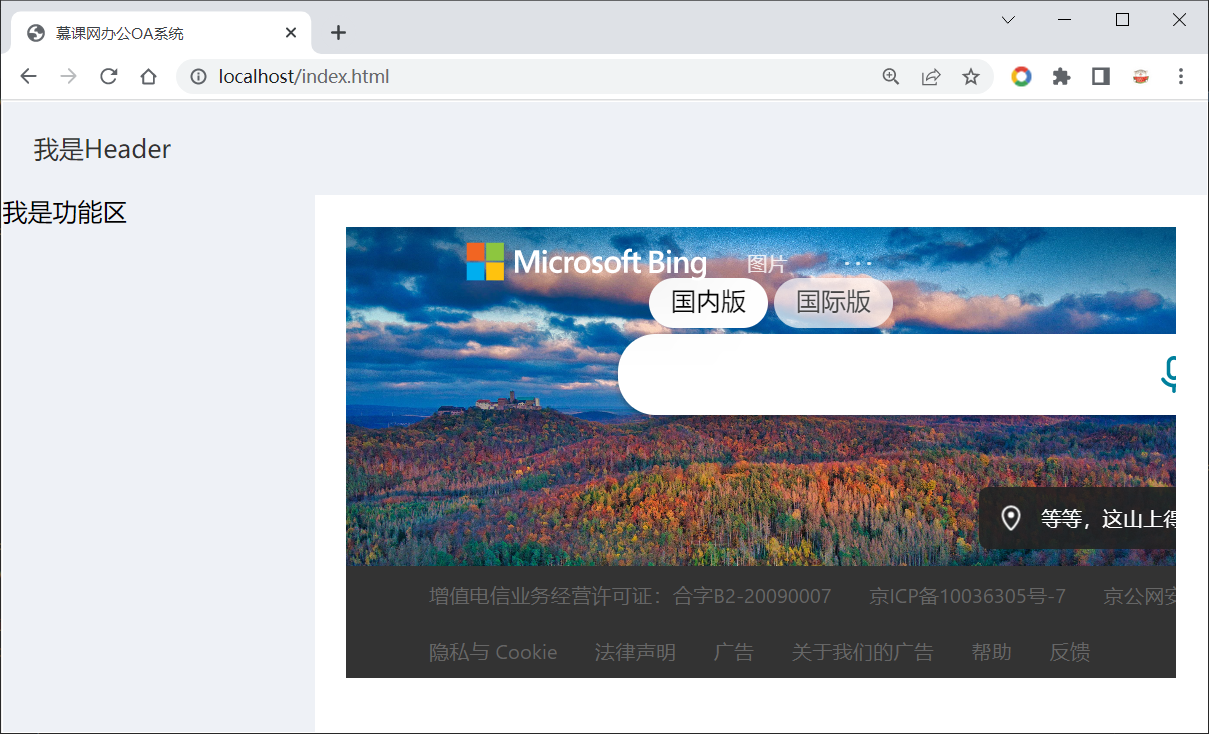 慕课网办公OA系统
localhost/index.html
我是Header
我是功能区
Microsoft Bing 图片 ...
国内版 国际版
等等，这山上得
增值电信业务经营许可证：合字B2-20090007 京ICP备10036305号-7 京公网安
隐私与 Cookie 法律声明 广告 关于我们的广告 帮助 反馈